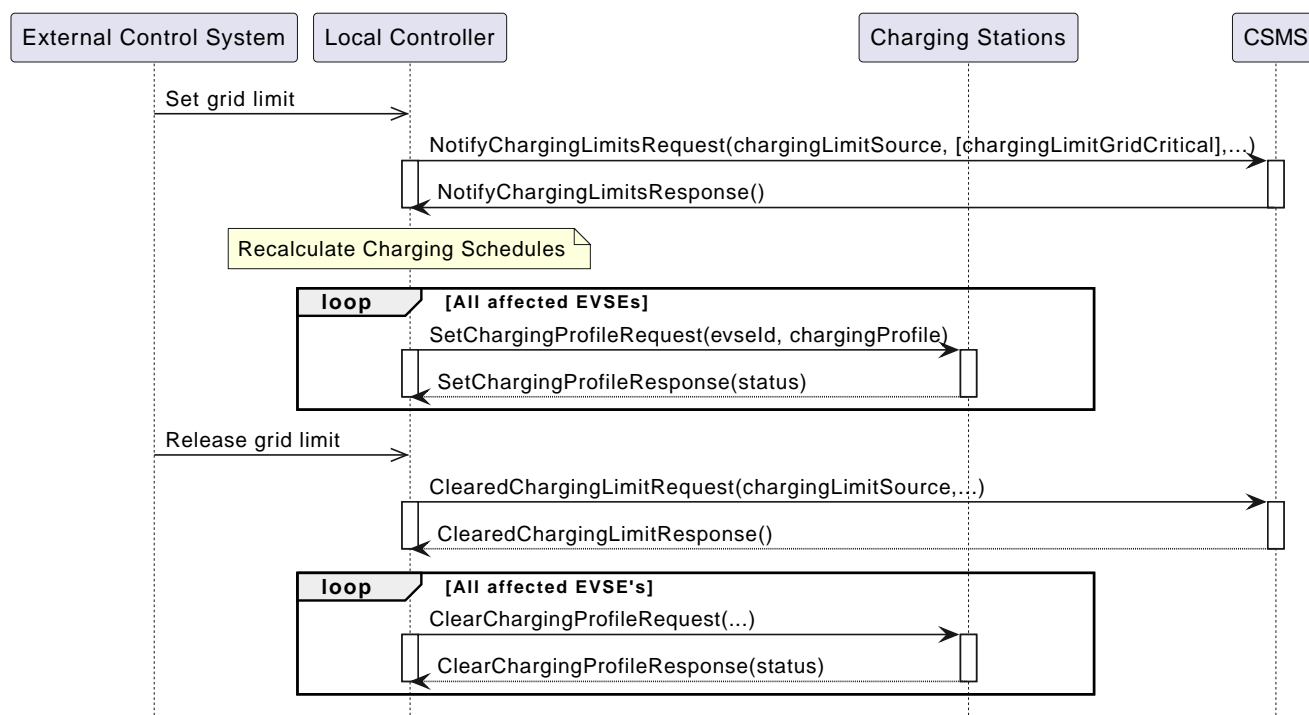 External Control System
Local Controller
Charging Stations
CSMS
Set grid limit
NotifyChargingLimitsRequest(chargingLimitSource, [chargingLimitGridCritical],...)
NotifyChargingLimitsResponse()
Recalculate Charging Schedules
loop
[All affected EVSEs]
SetChargingProfileRequest(evseId, chargingProfile)
SetChargingProfileResponse(status)
Release grid limit
ClearedChargingLimitRequest(chargingLimitSource,...)
ClearedChargingLimitResponse()
loop
[All affected EVSE's]
ClearChargingProfileRequest(...)
ClearChargingProfileResponse(status)